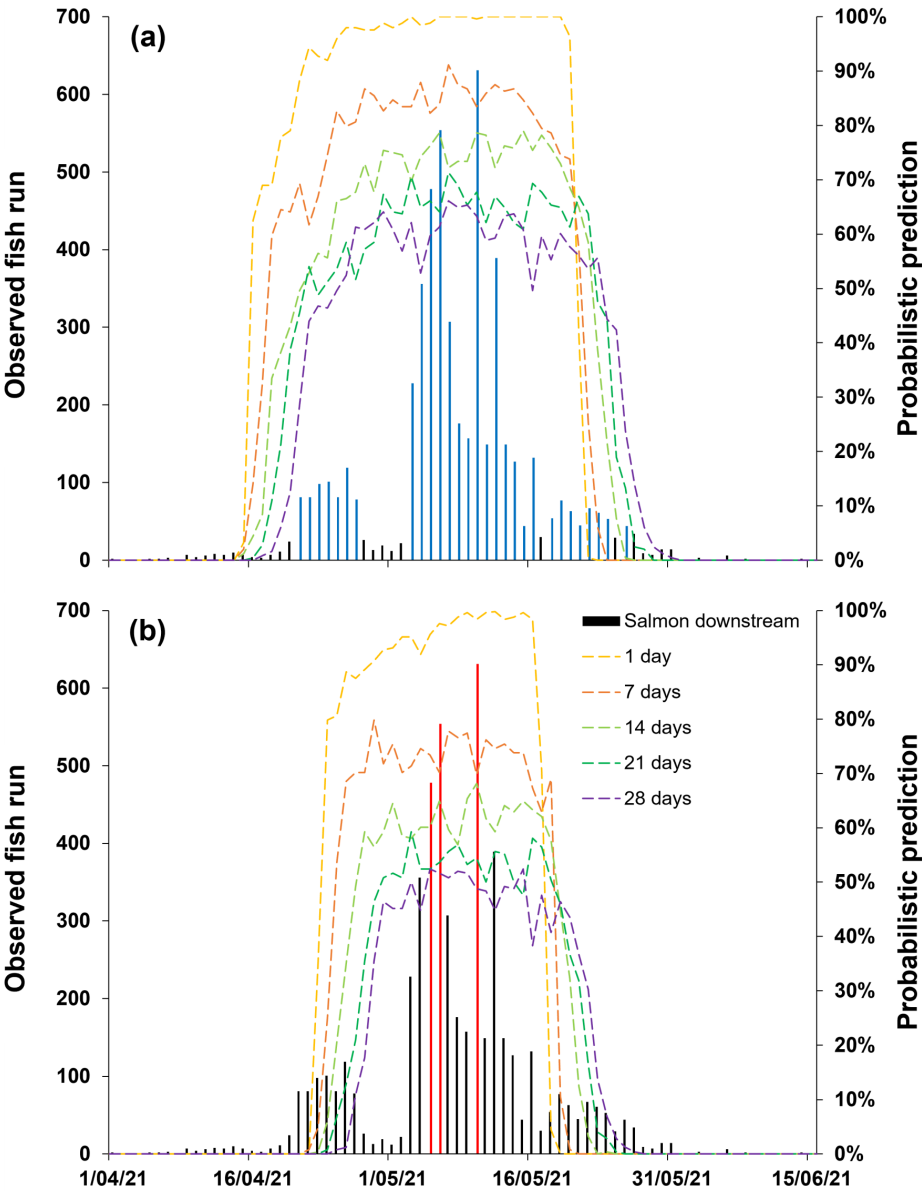 (a)
Observed fish run
700
600
500
400
300
200
100
0
100%
90%
80%
70%
60%
50%
40%
30%
20%
10%
0%
Probabilistic prediction
(b)
Observed fish run
700
600
500
400
300
200
100
0
Salmon downstream
1 day
7 days
14 days
21 days
28 days
100%
90%
80%
70%
60%
50%
40%
30%
20%
10%
0%
Probabilistic prediction
1/04/21 16/04/21 1/05/21 16/05/21 31/05/21 15/06/21